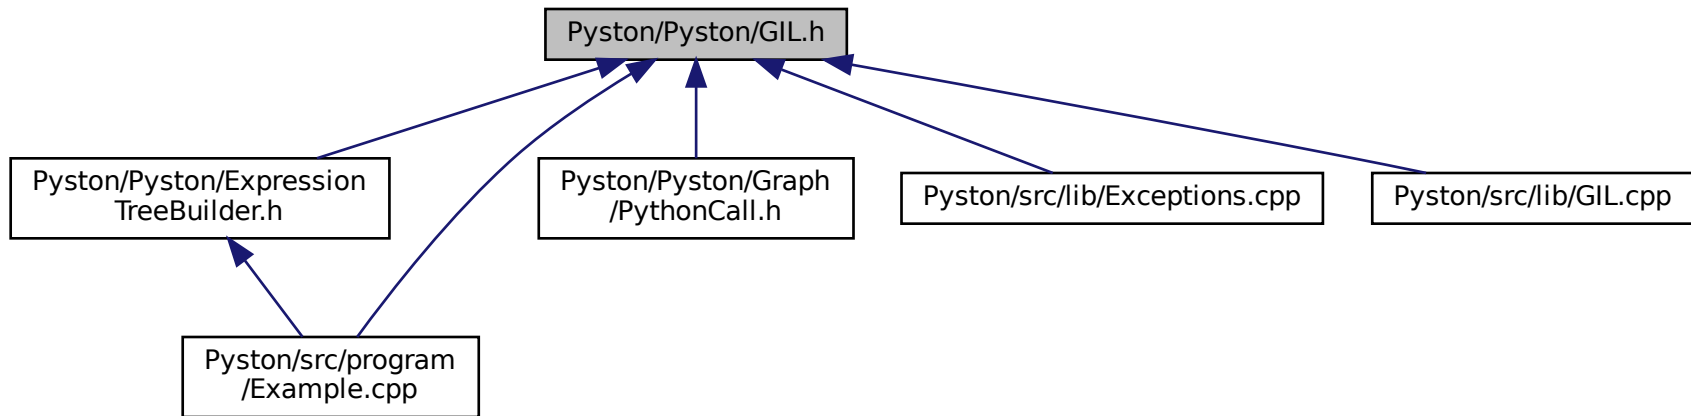 Pyston/Pyston/GIL.h
Pyston/Pyston/Expression
TreeBuilder.h
Pyston/Pyston/Graph
/PythonCall.h
Pyston/src/lib/Exceptions.cpp
Pyston/src/lib/GIL.cpp
Pyston/src/program
/Example.cpp